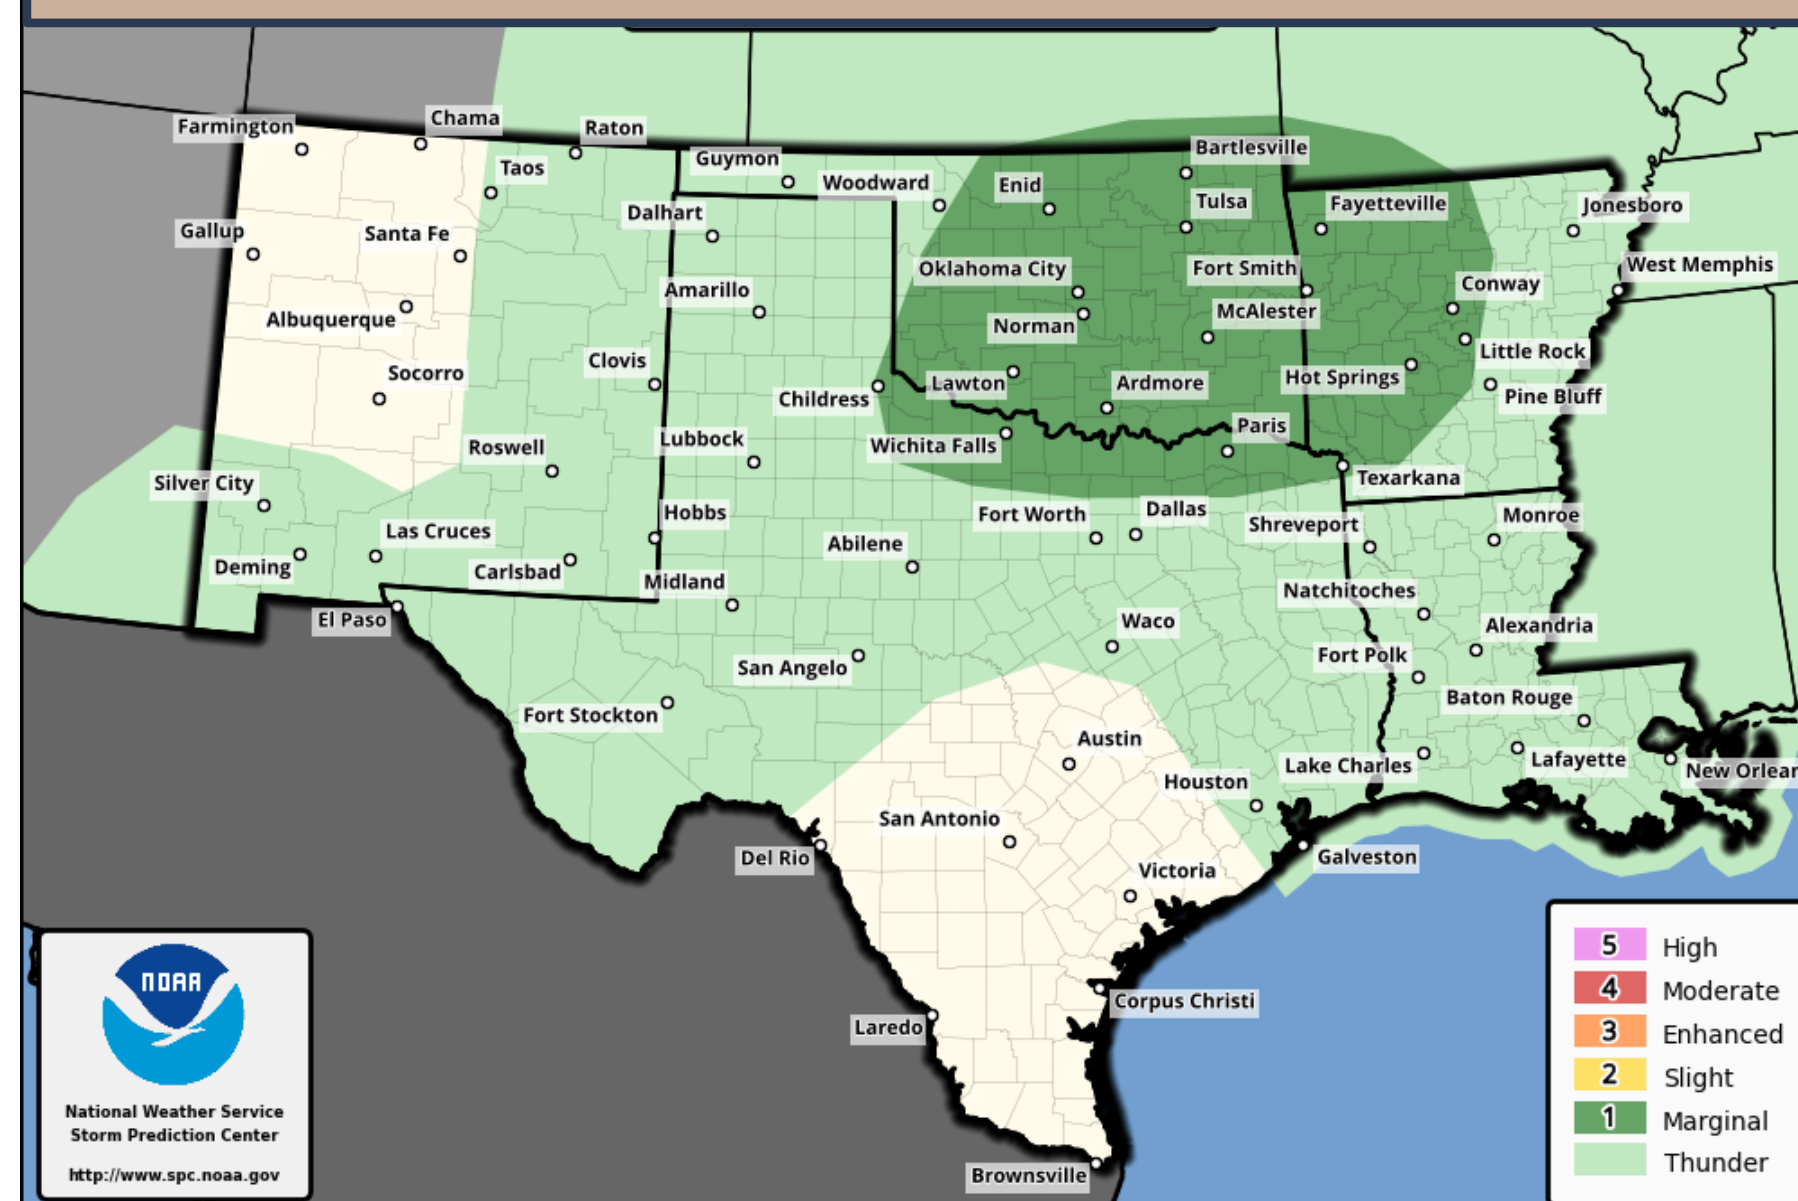 Farmington
Chama
Raton
Taos
Guymon
Woodward
Enid
Bartlesville
Tulsa
Fayetteville
Jonesboro
Gallup
Santa Fe
Dalhart
Oklahoma City
Fort Smith
Conway
West Memphis
Albuquerque
Amarillo
Norman
McAlester
Little Rock
Socorro
Clovis
Childress
Lawton
Ardmore
Hot Springs
Pine Bluff
Roswell
Lubbock
Wichita Falls
Paris
Texarkana
Silver City
Las Cruces
Hobbs
Fort Worth
Dallas
Shreveport
Monroe
Deming
Carlsbad
Midland
Abilene
Natchitoches
El Paso
San Angelo
Waco
Fort Polk
Alexandria
Fort Stockton
Austin
Baton Rouge
Houston
Lake Charles
Lafayette
New Orlean
San Antonio
Del Rio
Victoria
Galveston
Corpus Christi
Laredo
Brownsville
NOAA
National Weather Service
Storm Prediction Center
http://www.spc.noaa.gov
5 High
4 Moderate
3 Enhanced
2 Slight
1 Marginal
Thunder